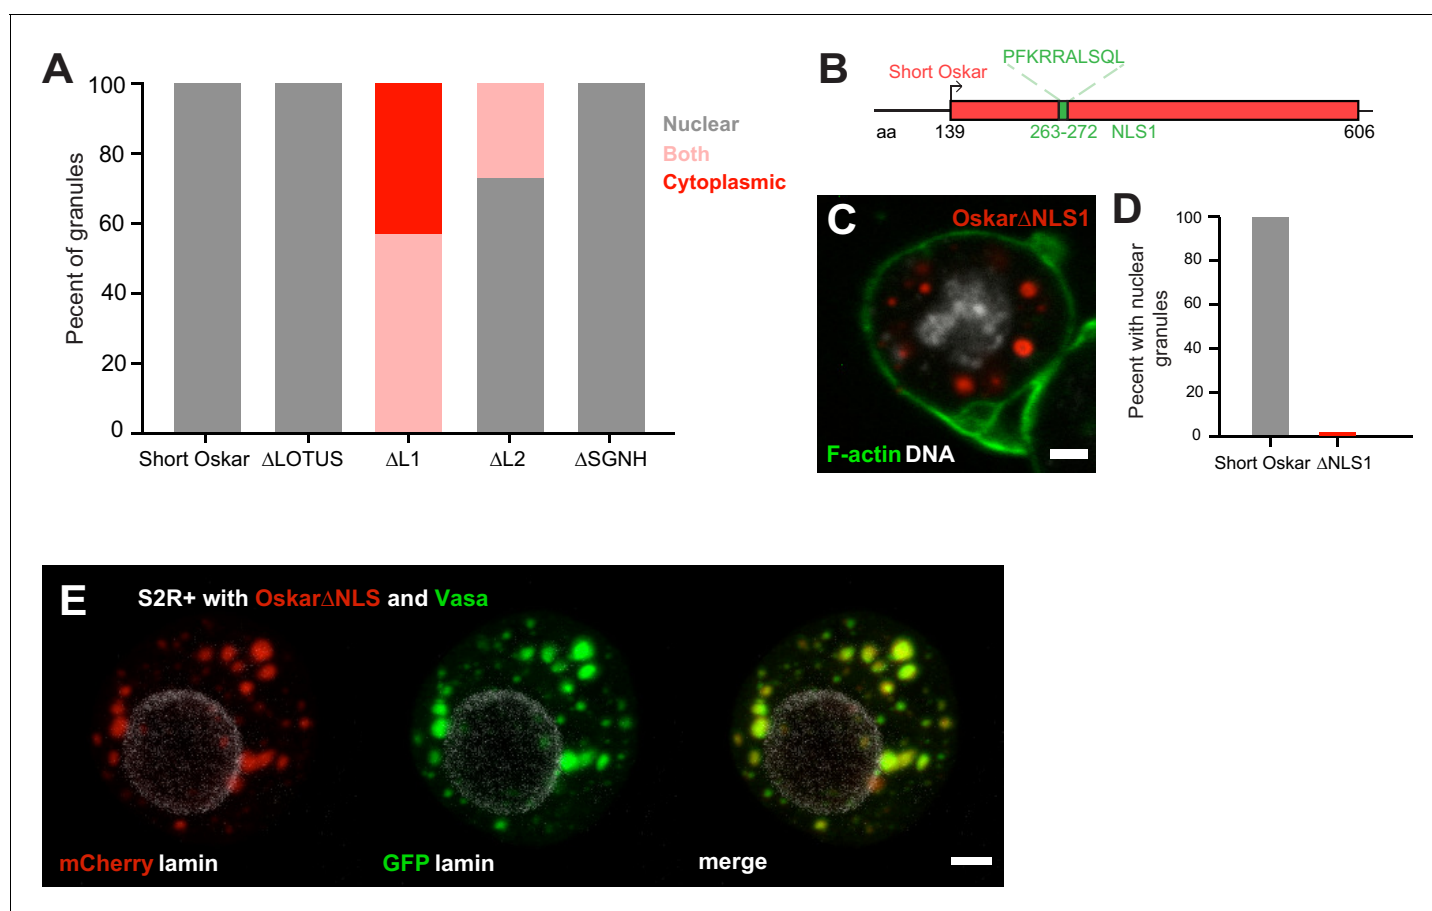 A
Pecent of granules
100
80
60
40
20
0
Short Oskar ΔLOTUS ΔL1 ΔL2 ΔSGNH
Nuclear
Both
Cytoplasmic
B
PFKRRALSQL
Short Oskar
aa 139 263-272 NLS1 606
C
OskarΔNLS1
F-actin DNA
D
Pecent with nuclear
granules
100
80
60
40
20
0
Short Oskar ΔNLS1
E
S2R+ with OskarΔNLS and Vasa
mCherry lamin
GFP lamin
merge